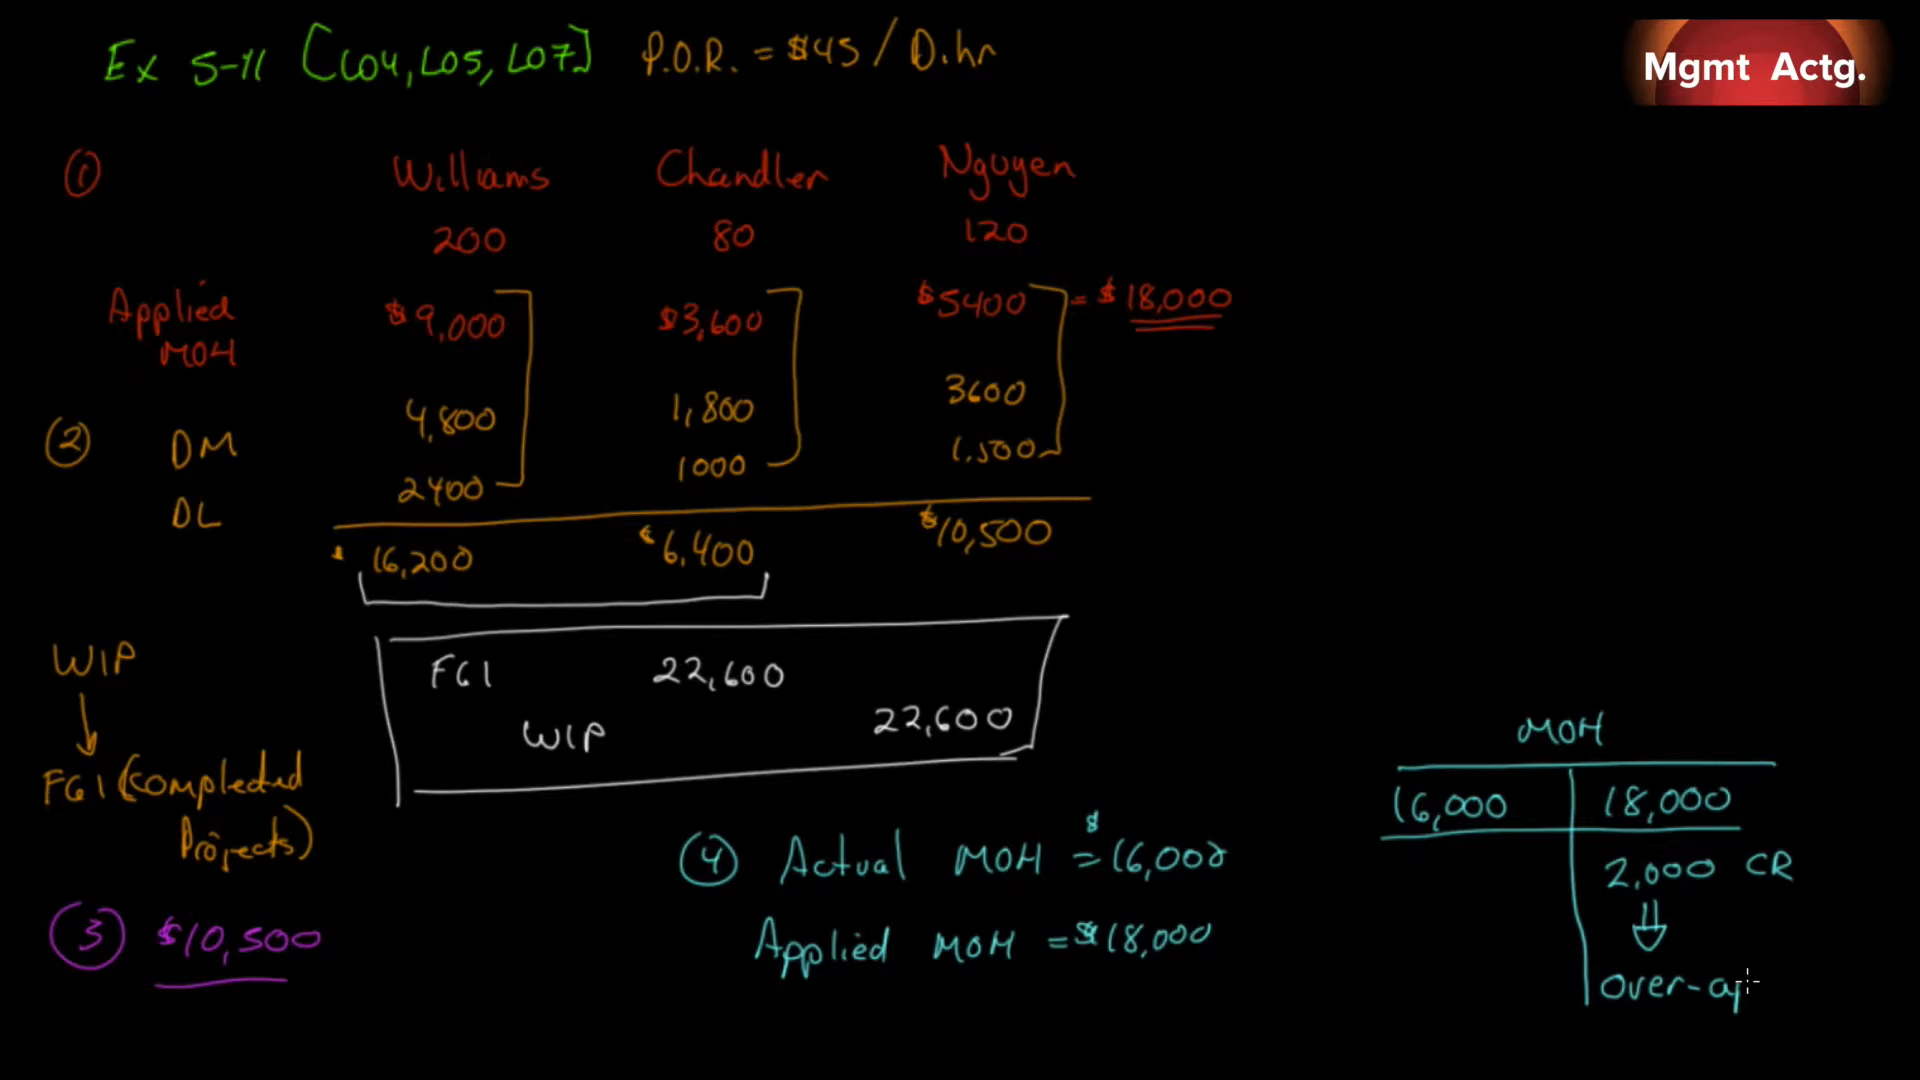 Ex 5-11 [LO4, LO5, LO7] P.O.R. = $45 / D.hr
Mgmt Actg.
① Williams Chandler Nguyen
200 80 120
Applied MOH $9,000 $3,600 $5400 = $18,000
② DM 4,800 1,800 3600
DL 2400 1000 1,500
$16,200 $6,400 $10,500
WIP
FGI (Completed
Projects)
FGI 22,600
WIP 22,600
③ $10,500
④ Actual MOH = $16,000
Applied MOH = $18,000
MOH
16,000 18,000
2,000 CR
Over-ap